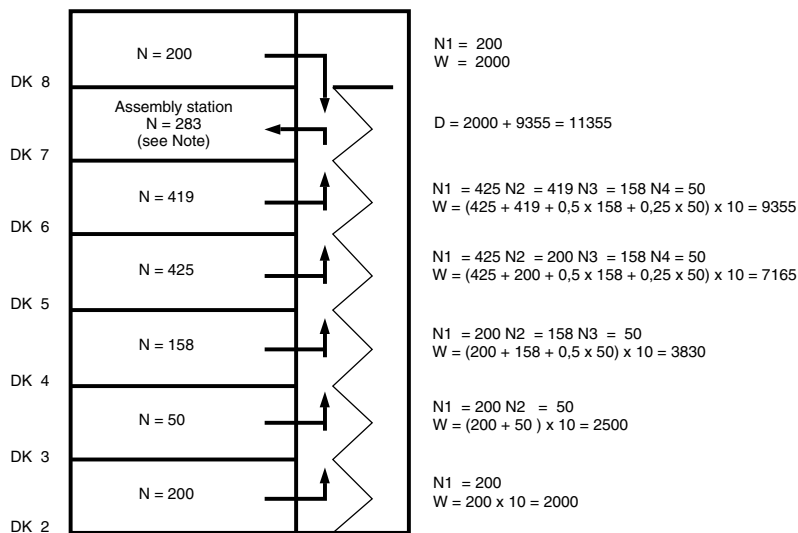 N = 200
N1 = 200
W = 2000
DK 8
Assembly station
N = 283
(see Note)
D = 2000 + 9355 = 11355
DK 7
N = 419
N1 = 425 N2 = 419 N3 = 158 N4 = 50
W = (425 + 419 + 0,5 x 158 + 0,25 x 50) x 10 = 9355
DK 6
N = 425
N1 = 425 N2 = 200 N3 = 158 N4 = 50
W = (425 + 200 + 0,5 x 158 + 0,25 x 50) x 10 = 7165
DK 5
N = 158
N1 = 200 N2 = 158 N3 = 50
W = (200 + 158 + 0,5 x 50) x 10 = 3830
DK 4
N = 50
N1 = 200 N2 = 50
W = (200 + 50 ) x 10 = 2500
DK 3
N = 200
N1 = 200
W = 200 x 10 = 2000
DK 2